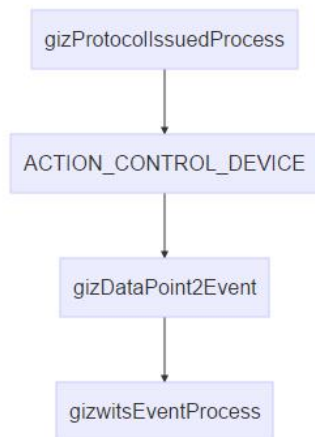 gizProtocolIssuedProcess
ACTION_CONTROL_DEVICE
gizDataPoint2Event
gizwitsEventProcess